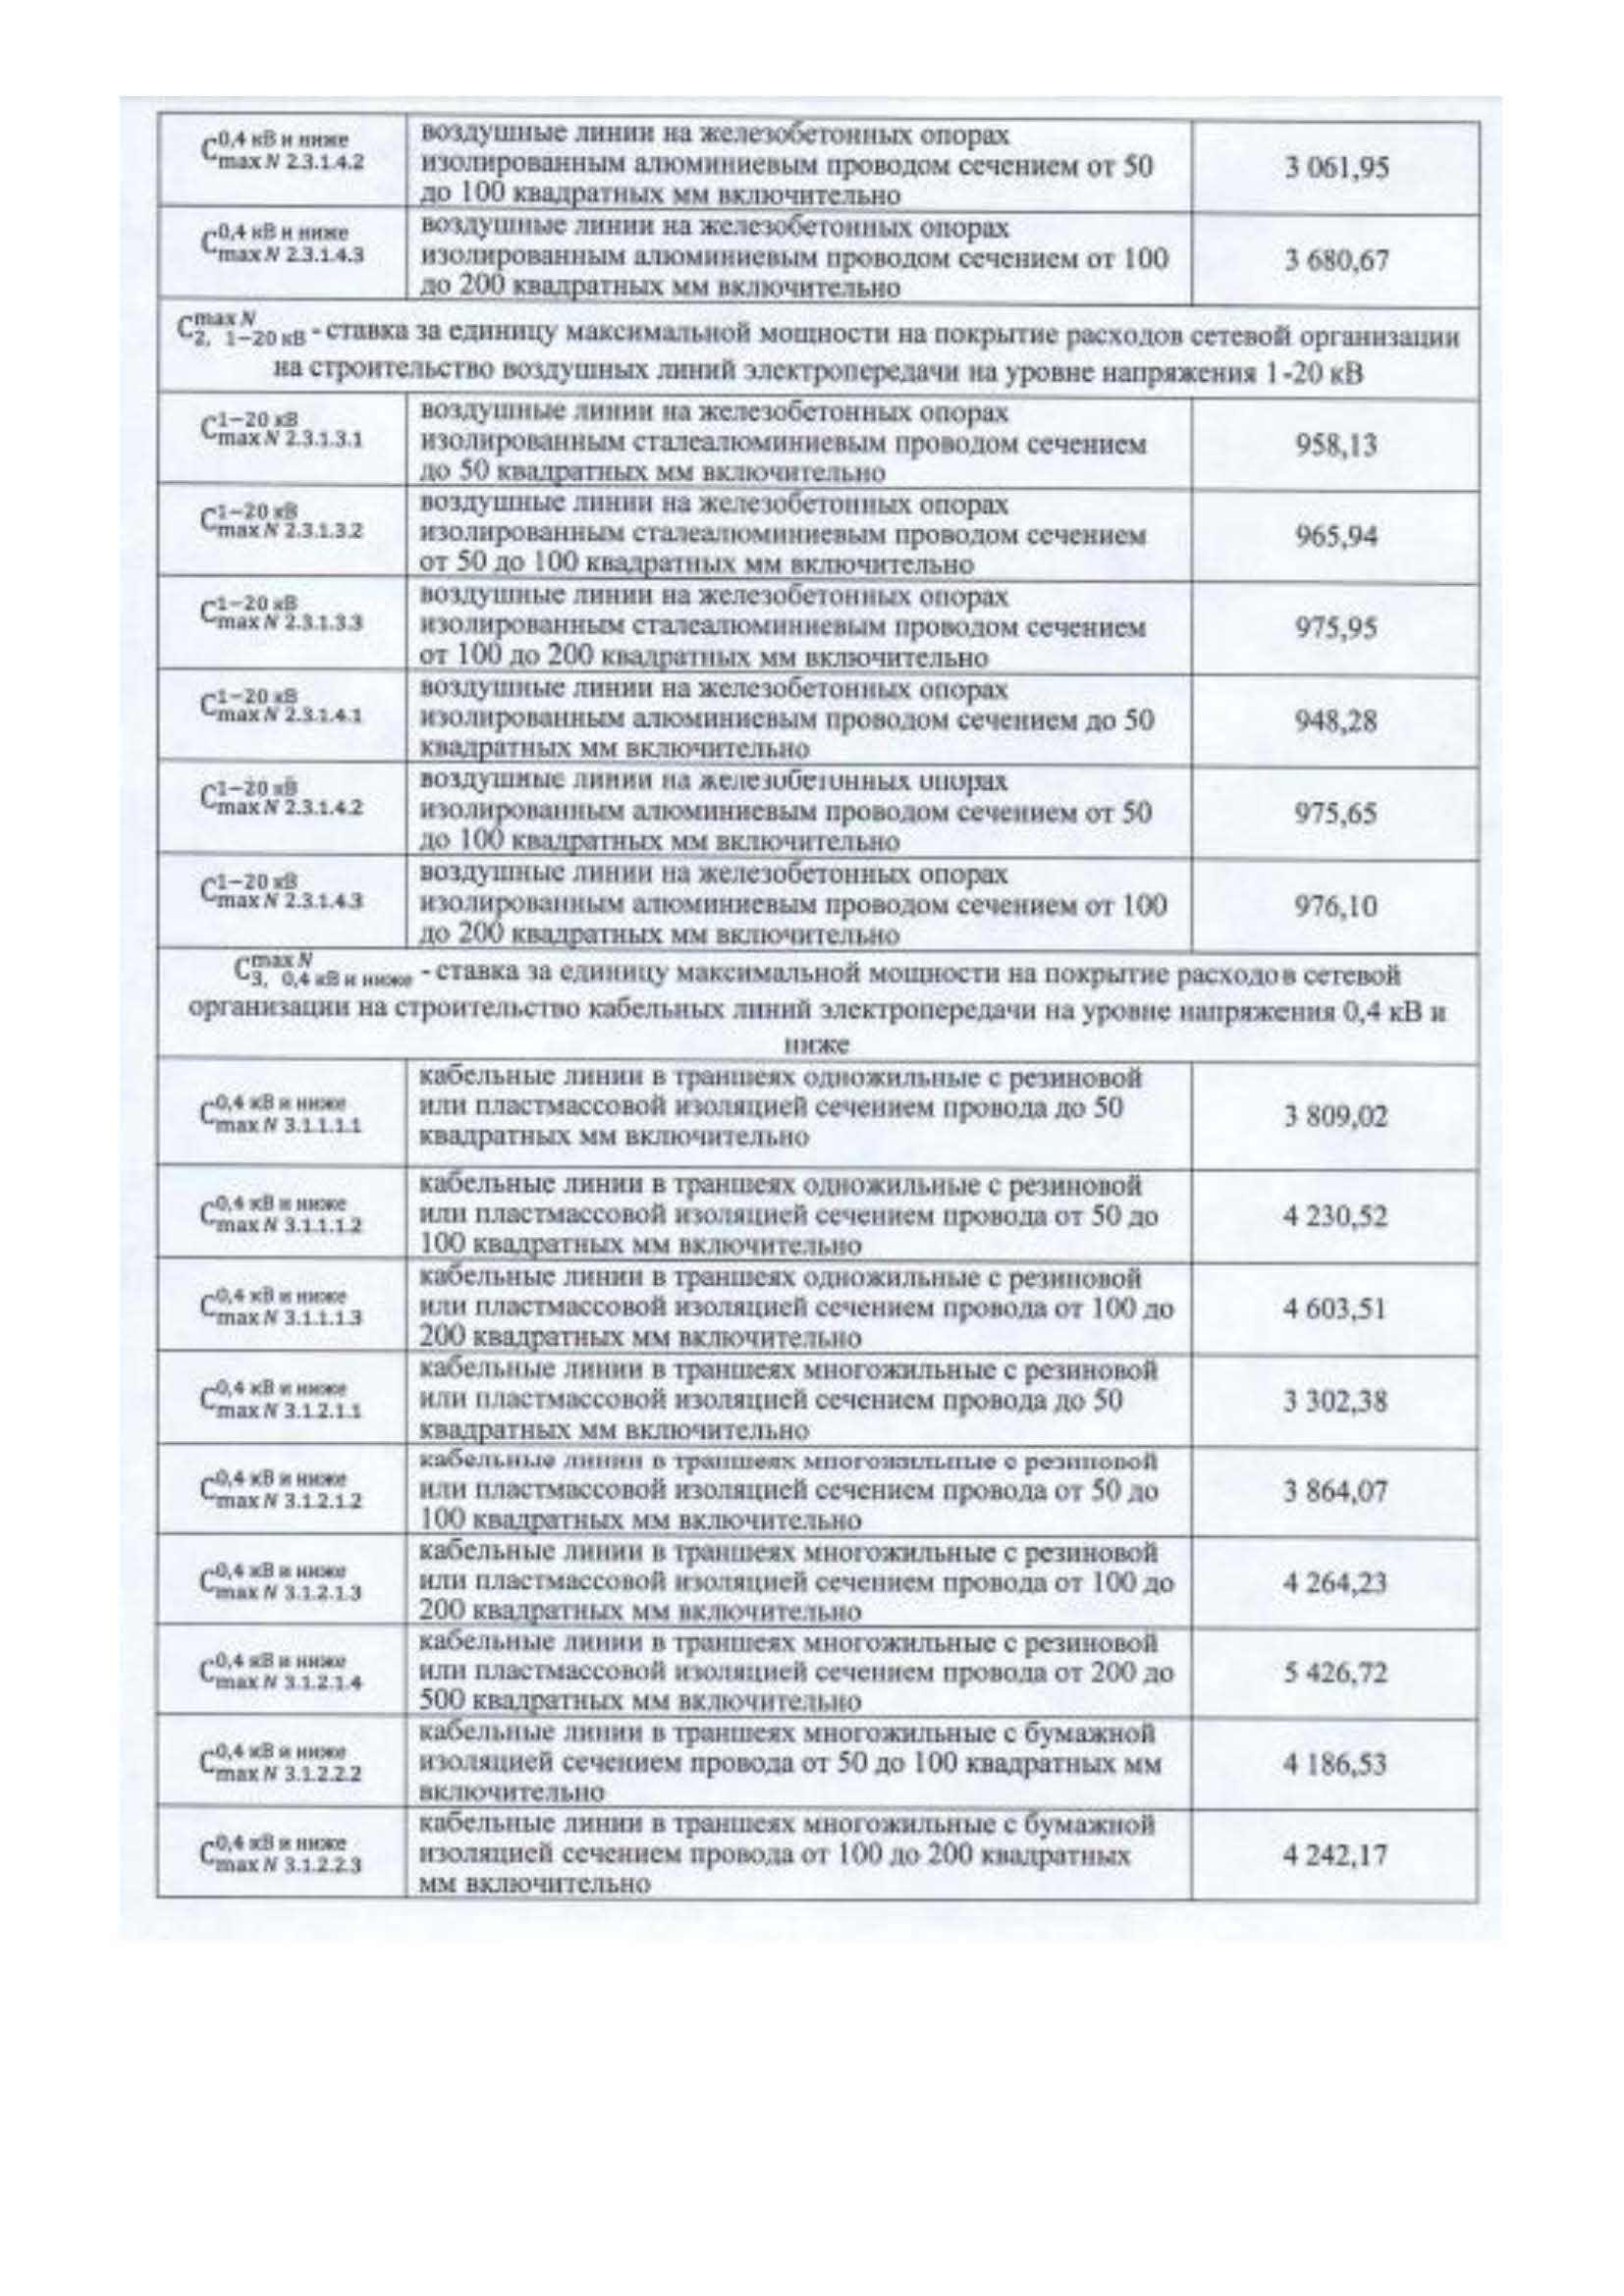 C 0,4 кВ и ниже
max N 2.3.1.4.2
воздушные линии на железобетонных опорах
изолированным алюминиевым проводом сечением от 50
до 100 квадратных мм включительно
3 061,95
C 0,4 кВ и ниже
max N 2.3.1.4.3
воздушные линии на железобетонных опорах
изолированным алюминиевым проводом сечением от 100
до 200 квадратных мм включительно
3 680,67
C max N
2, 1−20 кВ - ставка за единицу максимальной мощности на покрытие расходов сетевой организации
на строительство воздушных линий электропередачи на уровне напряжения 1-20 кВ
C 1−20 кВ
max N 2.3.1.3.1
воздушные линии на железобетонных опорах
изолированным сталеалюминиевым проводом сечением
до 50 квадратных мм включительно
958,13
C 1−20 кВ
max N 2.3.1.3.2
воздушные линии на железобетонных опорах
изолированным сталеалюминиевым проводом сечением
от 50 до 100 квадратных мм включительно
965,94
C 1−20 кВ
max N 2.3.1.3.3
воздушные линии на железобетонных опорах
изолированным сталеалюминиевым проводом сечением
от 100 до 200 квадратных мм включительно
975,95
C 1−20 кВ
max N 2.3.1.4.1
воздушные линии на железобетонных опорах
изолированным алюминиевым проводом сечением до 50
квадратных мм включительно
948,28
C 1−20 кВ
max N 2.3.1.4.2
воздушные линии на железобетонных опорах
изолированным алюминиевым проводом сечением от 50
до 100 квадратных мм включительно
975,65
C 1−20 кВ
max N 2.3.1.4.3
воздушные линии на железобетонных опорах
изолированным алюминиевым проводом сечением от 100
до 200 квадратных мм включительно
976,10
C max N
3, 0,4 кВ и ниже - ставка за единицу максимальной мощности на покрытие расходов сетевой
организации на строительство кабельных линий электропередачи на уровне напряжения 0,4 кВ и
ниже
C 0,4 кВ и ниже
max N 3.1.1.1.1
кабельные линии в траншеях одножильные с резиновой
или пластмассовой изоляцией сечением провода до 50
квадратных мм включительно
3 809,02
C 0,4 кВ и ниже
max N 3.1.1.1.2
кабельные линии в траншеях одножильные с резиновой
или пластмассовой изоляцией сечением провода от 50 до
100 квадратных мм включительно
4 230,52
C 0,4 кВ и ниже
max N 3.1.1.1.3
кабельные линии в траншеях одножильные с резиновой
или пластмассовой изоляцией сечением провода от 100 до
200 квадратных мм включительно
4 603,51
C 0,4 кВ и ниже
max N 3.1.2.1.1
кабельные линии в траншеях многожильные с резиновой
или пластмассовой изоляцией сечением провода до 50
квадратных мм включительно
3 302,38
C 0,4 кВ и ниже
max N 3.1.2.1.2
кабельные линии в траншеях многожильные с резиновой
или пластмассовой изоляцией сечением провода от 50 до
100 квадратных мм включительно
3 864,07
C 0,4 кВ и ниже
max N 3.1.2.1.3
кабельные линии в траншеях многожильные с резиновой
или пластмассовой изоляцией сечением провода от 100 до
200 квадратных мм включительно
4 264,23
C 0,4 кВ и ниже
max N 3.1.2.1.4
кабельные линии в траншеях многожильные с резиновой
или пластмассовой изоляцией сечением провода от 200 до
500 квадратных мм включительно
5 426,72
C 0,4 кВ и ниже
max N 3.1.2.2.2
кабельные линии в траншеях многожильные с бумажной
изоляцией сечением провода от 50 до 100 квадратных мм
включительно
4 186,53
C 0,4 кВ и ниже
max N 3.1.2.2.3
кабельные линии в траншеях многожильные с бумажной
изоляцией сечением провода от 100 до 200 квадратных
мм включительно
4 242,17